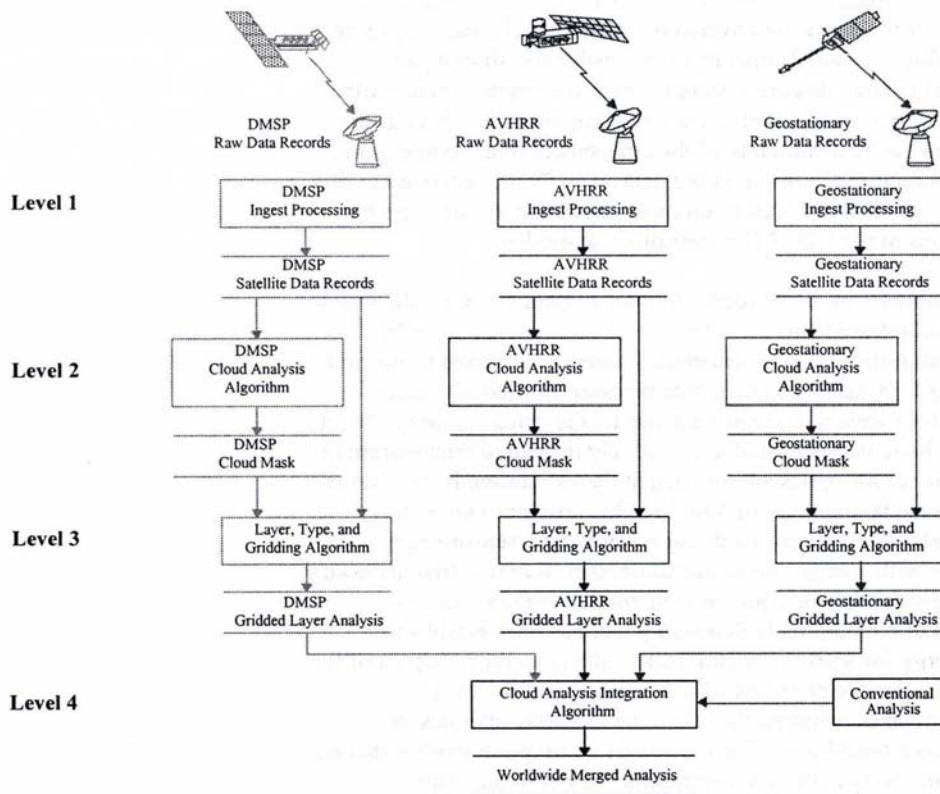 DMSP
Raw Data Records
AVHRR
Raw Data Records
Geostationary
Raw Data Records
Level 1
DMSP
Ingest Processing
AVHRR
Ingest Processing
Geostationary
Ingest Processing
DMSP
Satellite Data Records
AVHRR
Satellite Data Records
Geostationary
Satellite Data Records
Level 2
DMSP
Cloud Analysis
Algorithm
AVHRR
Cloud Analysis
Algorithm
Geostationary
Cloud Analysis
Algorithm
DMSP
Cloud Mask
AVHRR
Cloud Mask
Geostationary
Cloud Mask
Level 3
Layer, Type, and
Gridding Algorithm
Layer, Type, and
Gridding Algorithm
Layer, Type, and
Gridding Algorithm
DMSP
Gridded Layer Analysis
AVHRR
Gridded Layer Analysis
Geostationary
Gridded Layer Analysis
Level 4
Cloud Analysis Integration
Algorithm
Conventional
Analysis
Worldwide Merged Analysis